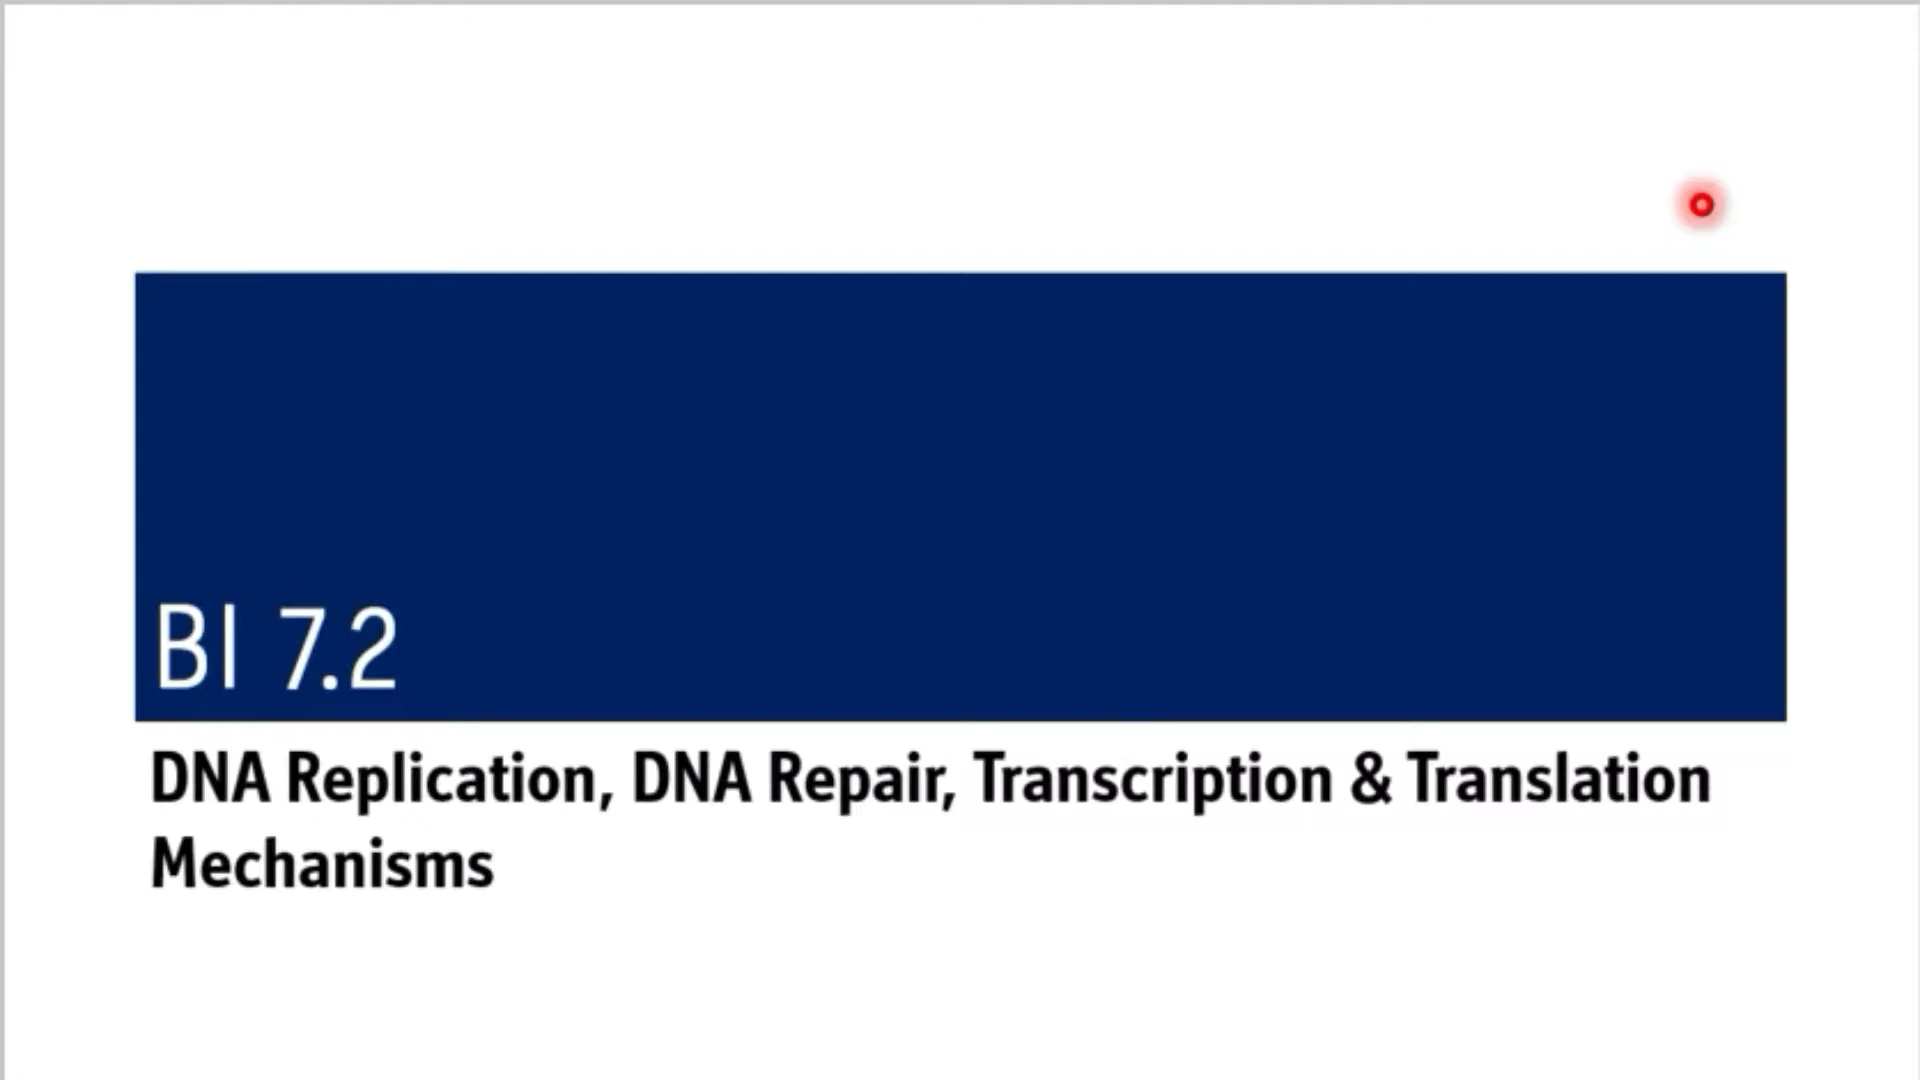 BI 7.2
DNA Replication, DNA Repair, Transcription & Translation
Mechanisms